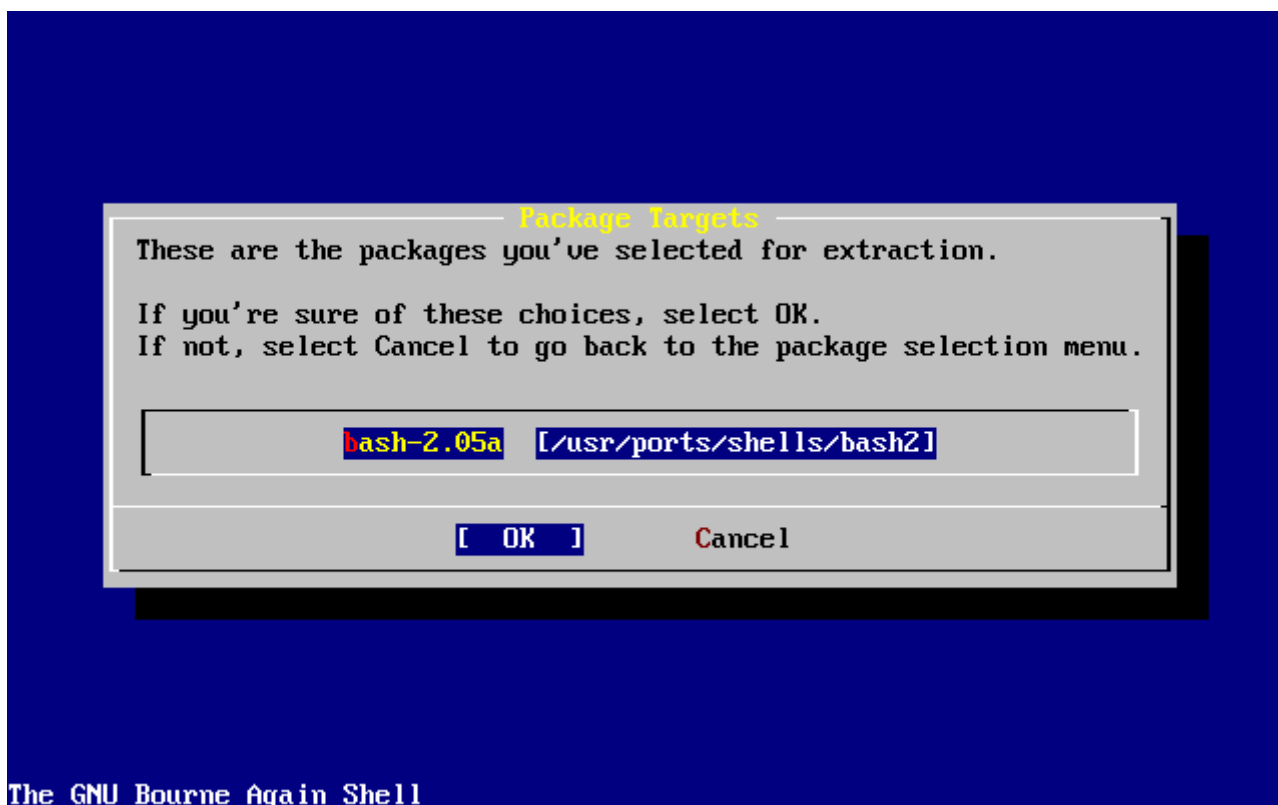 Package Targets
These are the packages you've selected for extraction.
If you're sure of these choices, select OK.
If not, select Cancel to go back to the package selection menu.
bash-2.05a [/usr/ports/shells/bash2]
[ OK ] Cancel
The GNU Bourne Again Shell